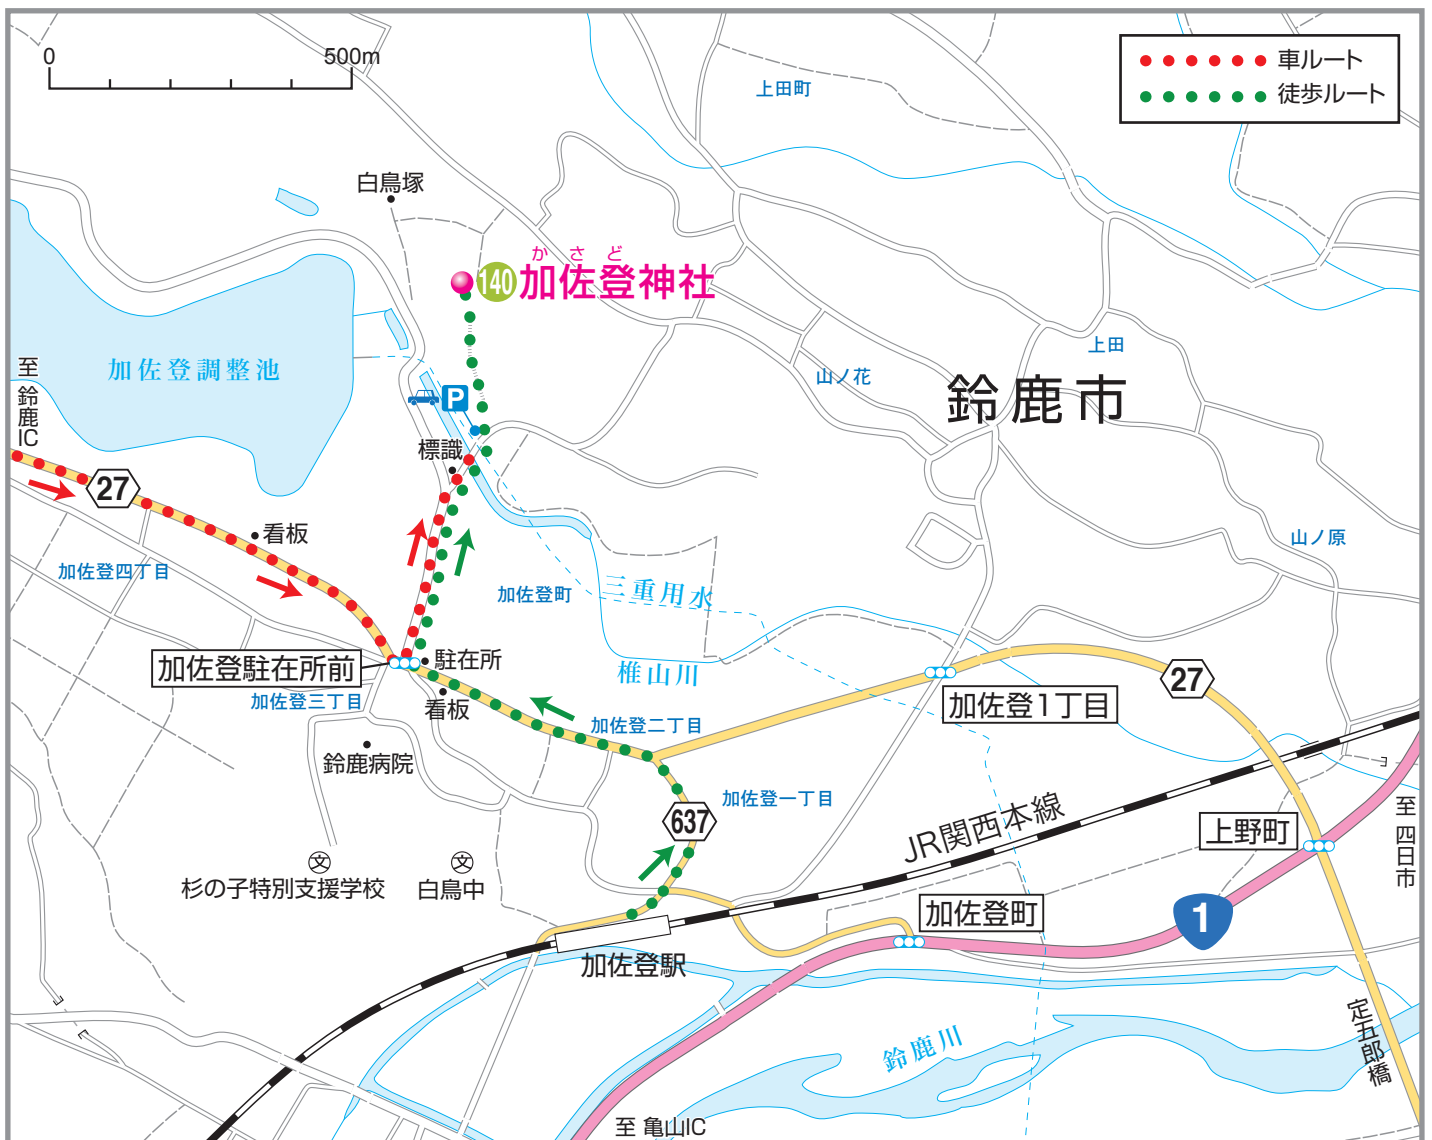 0 500m
車ルート
徒歩ルート
上田町
白鳥塚
かさど
140 加佐登神社
加佐登調整池
至 鈴鹿IC
P
標識
上田
山ノ花
鈴鹿市
27
看板
加佐登四丁目
山ノ原
加佐登町
三重用水
加佐登駐在所前
駐在所
椎山川
加佐登三丁目
看板
27
加佐登1丁目
加佐登二丁目
鈴鹿病院
加佐登一丁目
637
JR関西本線
上野町
至 四日市
文
杉の子特別支援学校
文
白鳥中
加佐登町
1
加佐登駅
鈴鹿川
定五郎橋
至 亀山IC